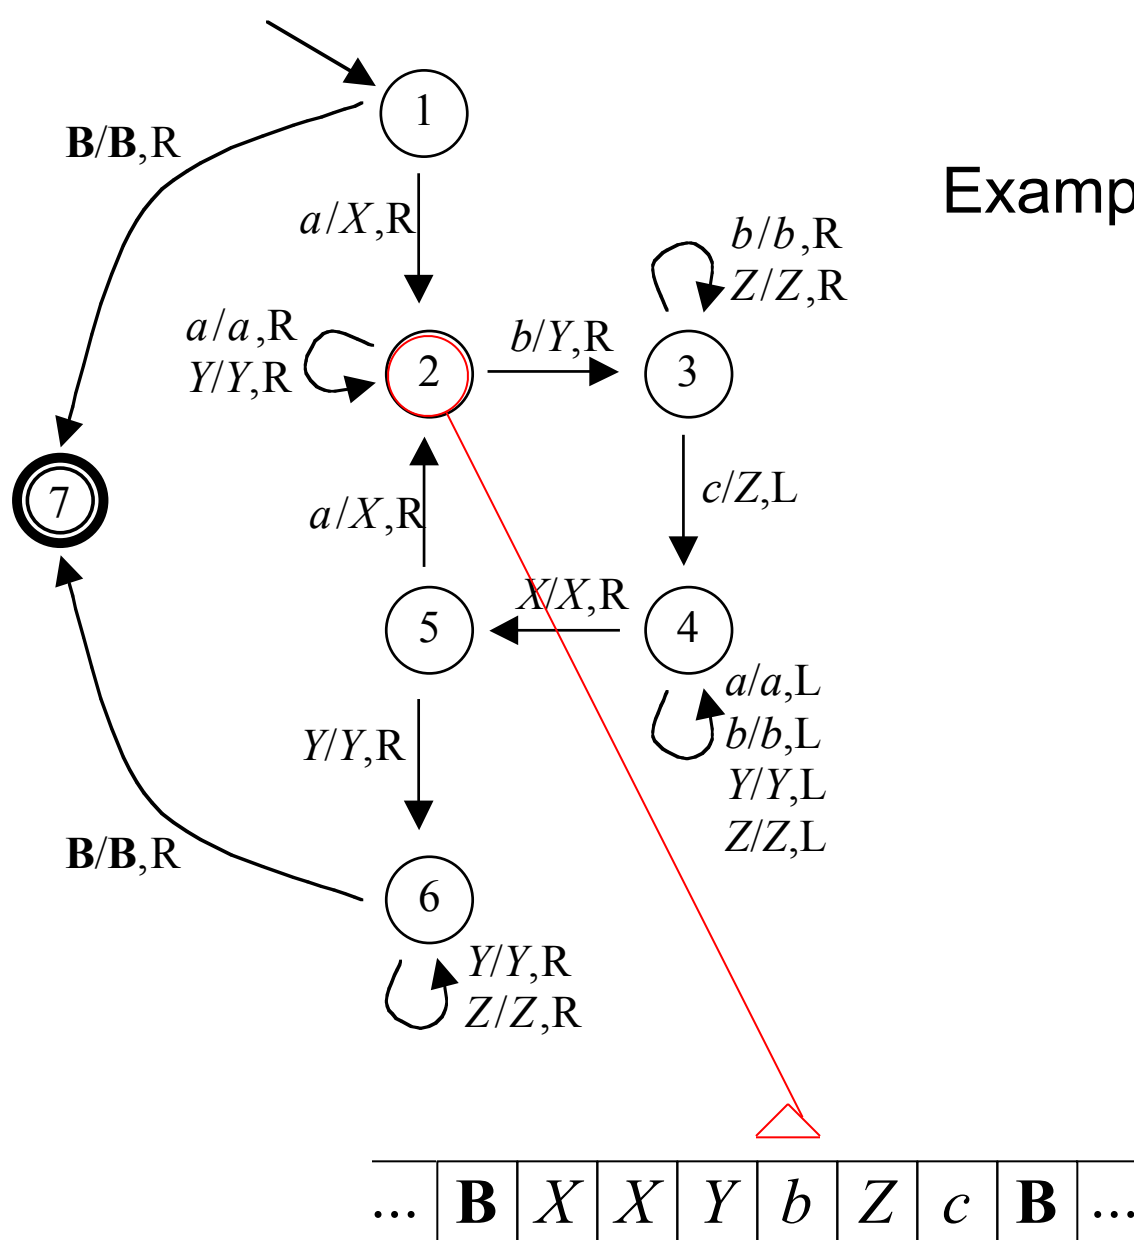 1
B/B,R
Examp
a/X,R
b/b,R
Z/Z,R
a/a,R
Y/Y,R
b/Y,R
2
3
7
c/Z,L
a/X,R
X/X,R
5
4
a/a,L
b/b,L
Y/Y,L
Z/Z,L
Y/Y,R
B/B,R
6
Y/Y,R
Z/Z,R
... B X X Y b Z c B ...